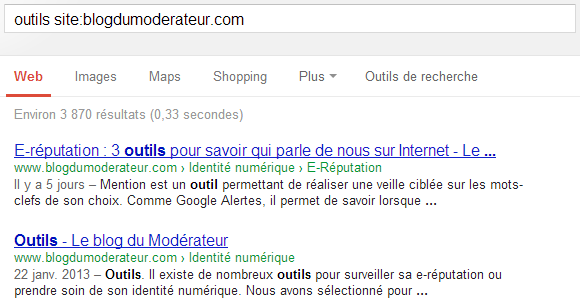 outils site:blogdumoderateur.com
Web Images Maps Shopping Plus Outils de recherche
Environ 3 870 résultats (0,33 secondes)
E-réputation : 3 outils pour savoir qui parle de nous sur Internet - Le ...
www.blogdumoderateur.com › Identité numérique › E-Réputation
Il y a 5 jours – Mention est un outil permettant de réaliser une veille ciblée sur les mots-
clefs de son choix. Comme Google Alertes, il permet de savoir lorsque ...
Outils - Le blog du Modérateur
www.blogdumoderateur.com › Identité numérique
22 janv. 2013 – Outils. Il existe de nombreux outils pour surveiller sa e-réputation ou
prendre soin de son identité numérique. Nous avons sélectionné pour ...